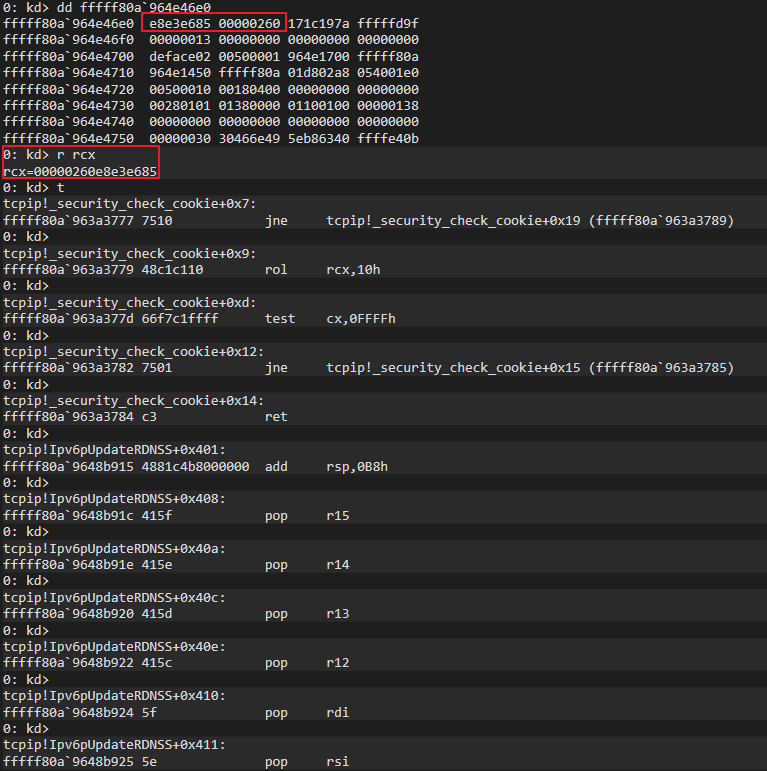 0: kd> dd fffff80a`964e46e0
fffff80a`964e46e0  e8e3e685 00000260 171c197a fffffd9f
fffff80a`964e46f0  00000013 00000000 00000000 00000000
fffff80a`964e4700  deface02 00500001 964e1700 fffff80a
fffff80a`964e4710  964e1450 fffff80a 01d802a8 054001e0
fffff80a`964e4720  00500010 00180400 00000000 00000000
fffff80a`964e4730  00280101 01380000 01100100 00000138
fffff80a`964e4740  00000000 00000000 00000000 00000000
fffff80a`964e4750  00000030 30466e49 5eb86340 ffffe40b
0: kd> r rcx
rcx=00000260e8e3e685
0: kd> t
tcpip!_security_check_cookie+0x7:
fffff80a`963a3777 7510            jne     tcpip!_security_check_cookie+0x19 (fffff80a`963a3789)
0: kd>
tcpip!_security_check_cookie+0x9:
fffff80a`963a3779 48c1c110        rol     rcx,10h
0: kd>
tcpip!_security_check_cookie+0xd:
fffff80a`963a377d 66f7c1ffff      test    cx,0FFFFh
0: kd>
tcpip!_security_check_cookie+0x12:
fffff80a`963a3782 7501            jne     tcpip!_security_check_cookie+0x15 (fffff80a`963a3785)
0: kd>
tcpip!_security_check_cookie+0x14:
fffff80a`963a3784 c3              ret
0: kd>
tcpip!Ipv6pUpdateRDNSS+0x401:
fffff80a`9648b915 4881c4b8000000  add     rsp,0B8h
0: kd>
tcpip!Ipv6pUpdateRDNSS+0x408:
fffff80a`9648b91c 415f            pop     r15
0: kd>
tcpip!Ipv6pUpdateRDNSS+0x40a:
fffff80a`9648b91e 415e            pop     r14
0: kd>
tcpip!Ipv6pUpdateRDNSS+0x40c:
fffff80a`9648b920 415d            pop     r13
0: kd>
tcpip!Ipv6pUpdateRDNSS+0x40e:
fffff80a`9648b922 415c            pop     r12
0: kd>
tcpip!Ipv6pUpdateRDNSS+0x410:
fffff80a`9648b924 5f              pop     rdi
0: kd>
tcpip!Ipv6pUpdateRDNSS+0x411:
fffff80a`9648b925 5e              pop     rsi